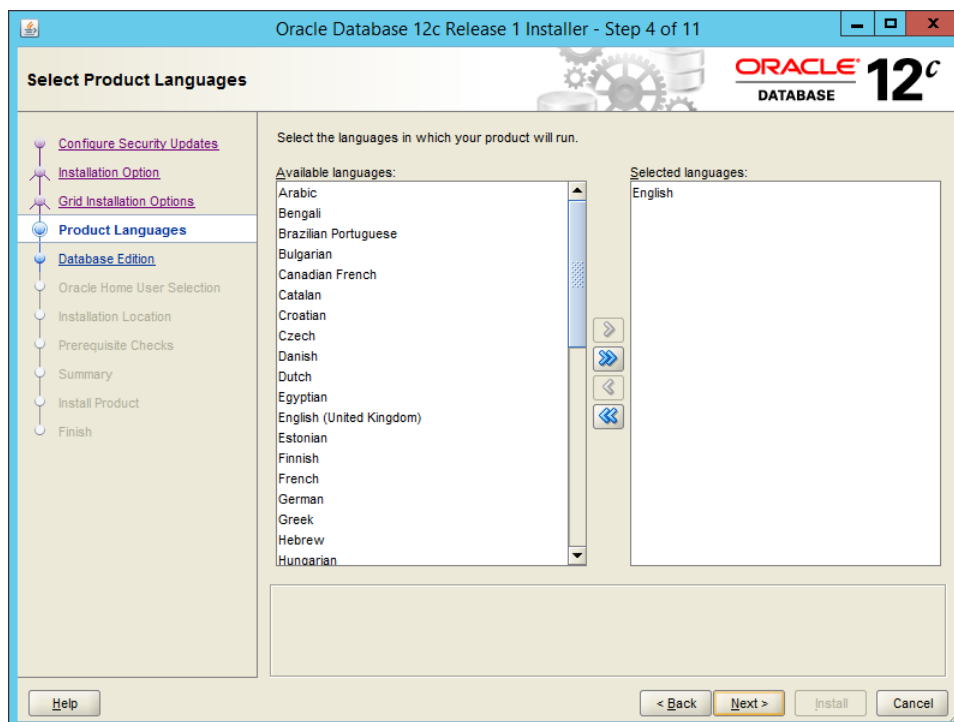 Oracle Database 12c Release 1 Installer - Step 4 of 11
Select Product Languages
ORACLE
DATABASE
12c
Configure Security Updates
Installation Option
Grid Installation Options
Product Languages
Database Edition
Oracle Home User Selection
Installation Location
Prerequisite Checks
Summary
Install Product
Finish
Select the languages in which your product will run.
Available languages:
Arabic
Bengali
Brazilian Portuguese
Bulgarian
Canadian French
Catalan
Croatian
Czech
Danish
Dutch
Egyptian
English (United Kingdom)
Estonian
Finnish
French
German
Greek
Hebrew
Hungarian
Selected languages:
English
Help
< Back
Next >
Install
Cancel